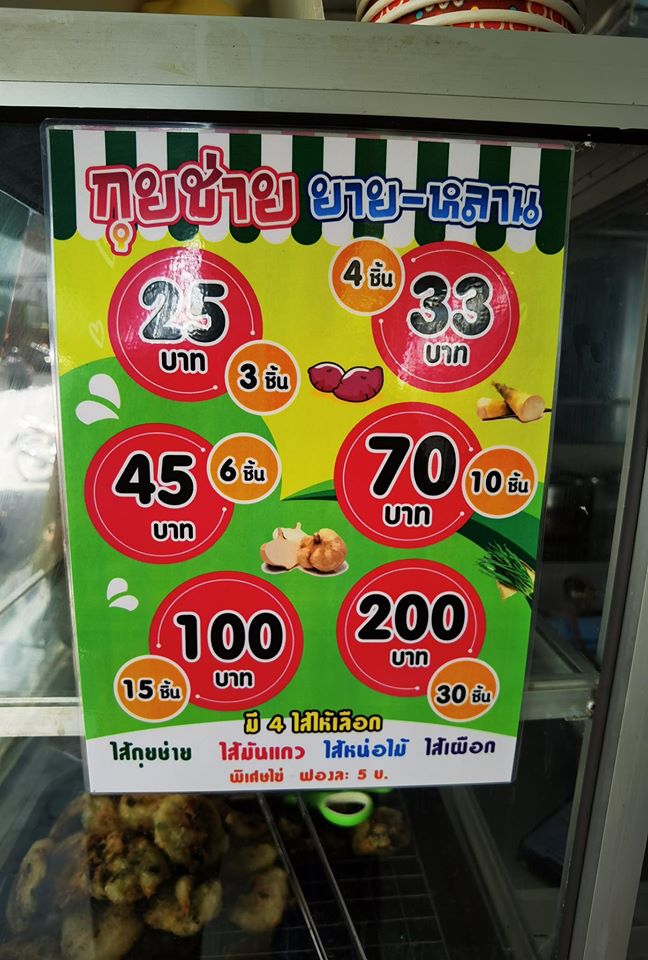 กุยช่าย ยาย-หลาน
25 บาท 3 ชิ้น
4 ชิ้น 33 บาท
45 บาท 6 ชิ้น
70 บาท 10 ชิ้น
100 บาท 15 ชิ้น
200 บาท 30 ชิ้น
มี 4 ไส้ให้เลือก
ไส้กุยช่าย ไส้มันแกว ไส้หน่อไม้ ไส้เผือก
พิเศษไข่ ฟองละ 5 บ.